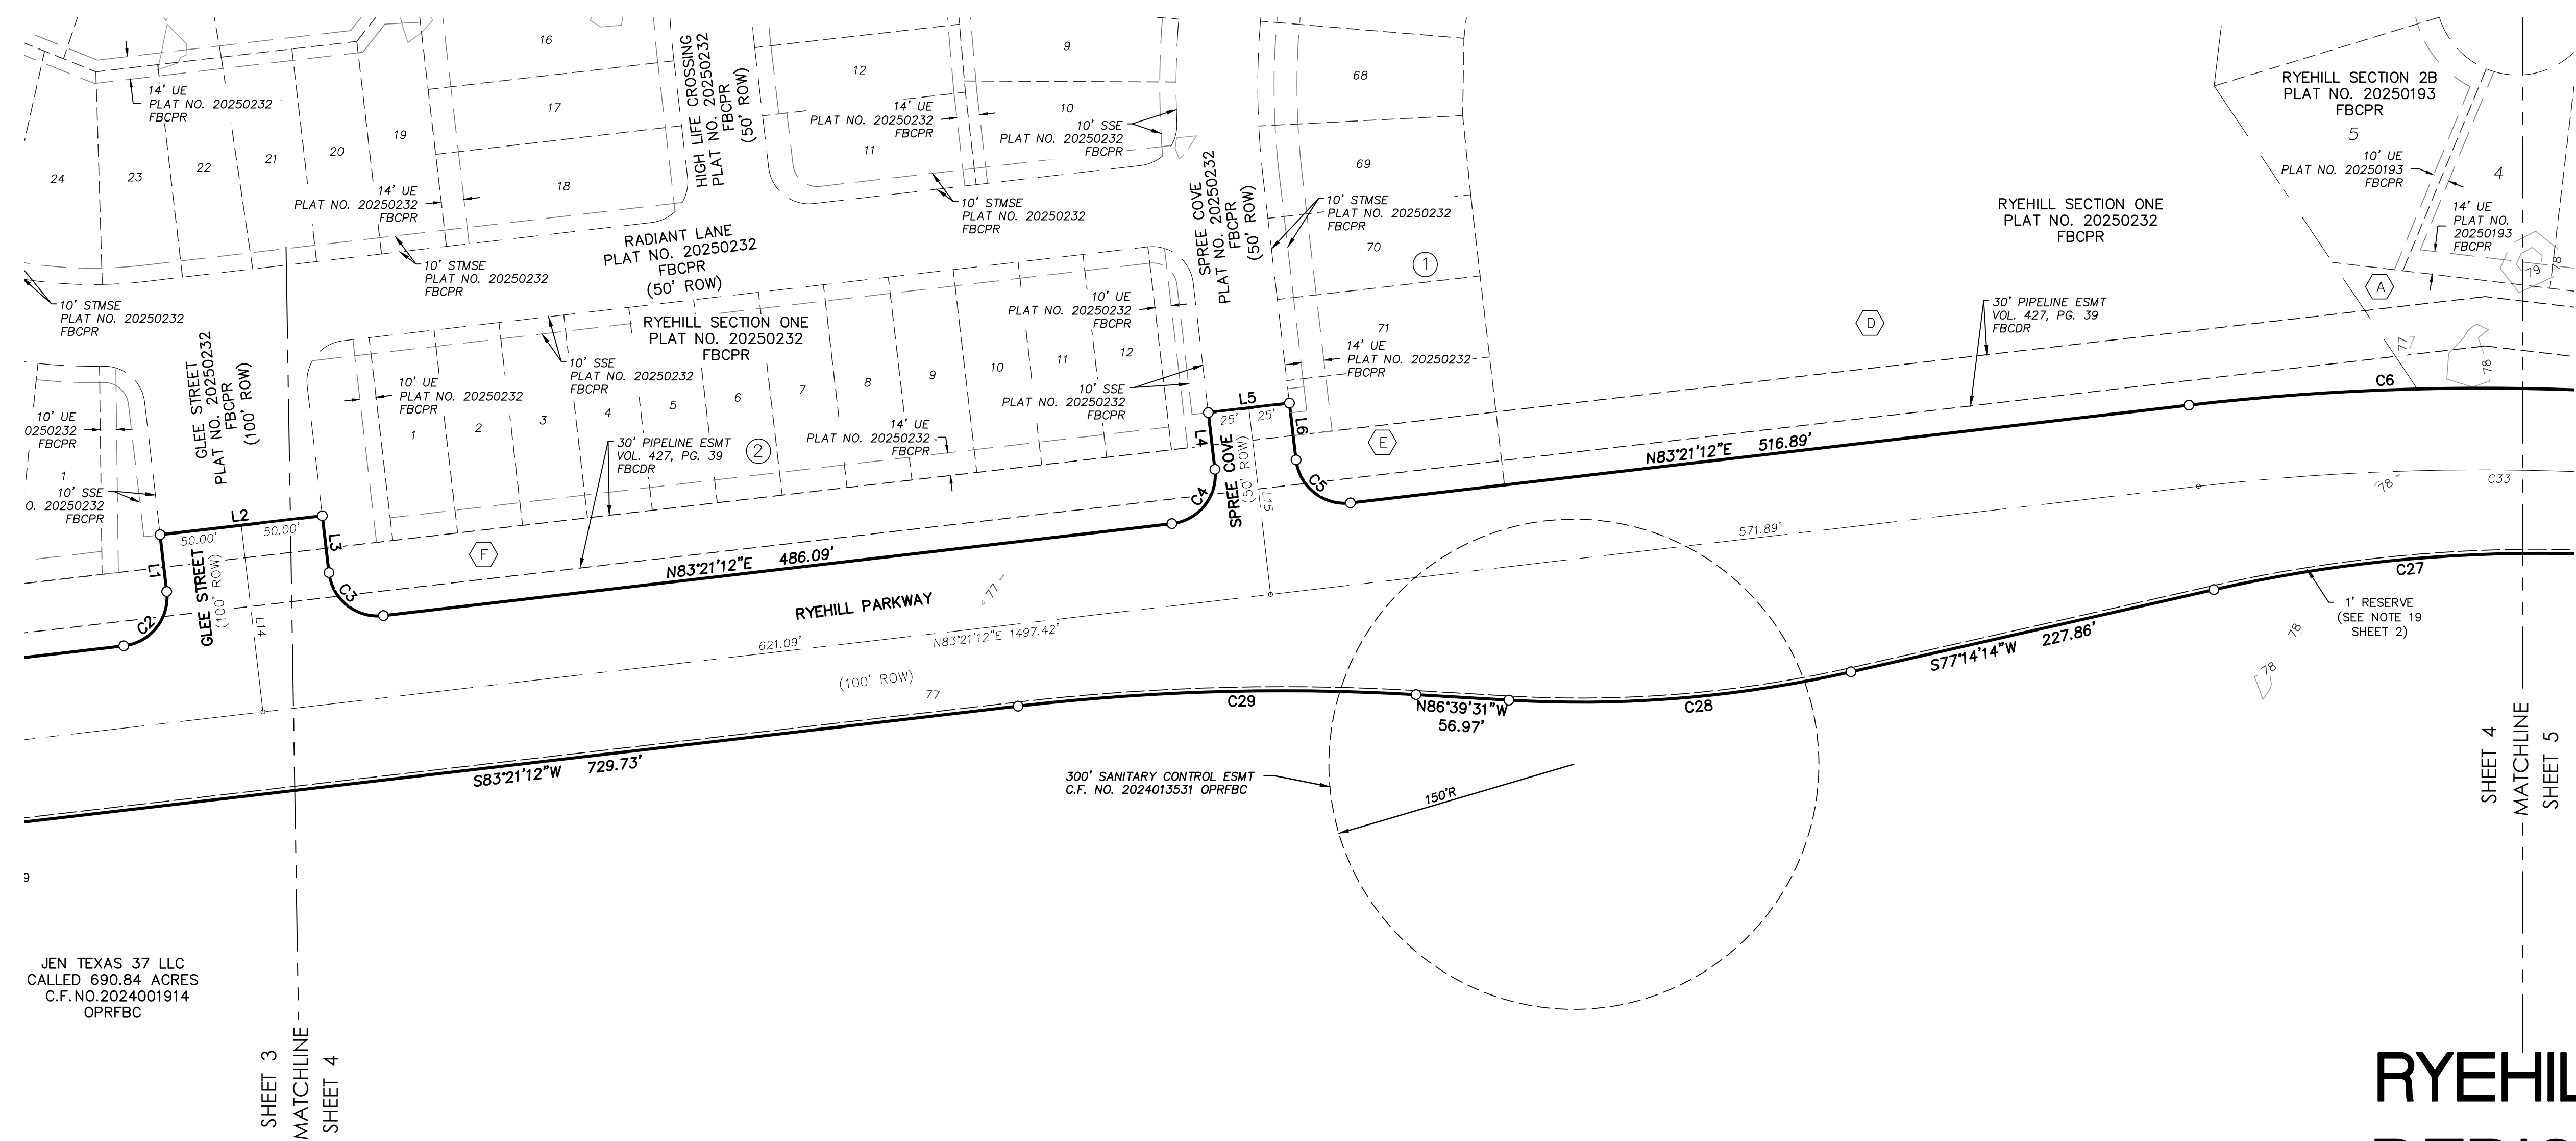 16
17
18
19
20
21
22
23
24
14' UE
PLAT NO. 20250232
FBCPR
14' UE
PLAT NO. 20250232
FBCPR
10' STMSE
PLAT NO. 20250232
FBCPR
10' STMSE
PLAT NO. 20250232
FBCPR
HIGH LIFE CROSSING
PLAT NO. 20250232
FBCPR
(50' ROW)
9
10
11
12
14' UE
PLAT NO. 20250232
FBCPR
10' SSE
PLAT NO. 20250232
FBCPR
10' STMSE
PLAT NO. 20250232
FBCPR
RADIANT LANE
PLAT NO. 20250232
FBCPR
(50' ROW)
SPREE COVE
PLAT NO. 20250232
FBCPR
(50' ROW)
68
69
70
71
1
10' STMSE
PLAT NO. 20250232
FBCPR
14' UE
PLAT NO. 20250232
FBCPR
RYEHILL SECTION 2B
PLAT NO. 20250193
FBCPR
5
4
10' UE
PLAT NO. 20250193
FBCPR
14' UE
PLAT NO.
20250193
FBCPR
RYEHILL SECTION ONE
PLAT NO. 20250232
FBCPR
A
D
E
F
79
78
77
77
78
30' PIPELINE ESMT
VOL. 427, PG. 39
FBCDR
GLEE STREET
PLAT NO. 20250232
FBCPR
(100' ROW)
10' UE
0250232
FBCPR
1
10' SSE
O. 20250232
FBCPR
RYEHILL SECTION ONE
PLAT NO. 20250232
FBCPR
10' SSE
PLAT NO. 20250232
FBCPR
10' UE
PLAT NO. 20250232
FBCPR
1
2
3
4
5
6
7
8
9
10
11
12
2
10' UE
PLAT NO. 20250232
FBCPR
10' SSE
PLAT NO. 20250232
FBCPR
14' UE
PLAT NO. 20250232
FBCPR
30' PIPELINE ESMT
VOL. 427, PG. 39
FBCDR
L2
50.00'
50.00'
L1
L3
C2
C3
GLEE STREET
(100' ROW)
L14
L5
25'
25'
L4
L6
C4
C5
SPREE COVE
(50' ROW)
L15
N83°21'12"E 486.09'
N83°21'12"E 516.89'
C6
C33
78
571.89'
RYEHILL PARKWAY
77
621.09'
N83°21'12"E 1497.42'
(100' ROW)
77
C27
1' RESERVE
(SEE NOTE 19
SHEET 2)
78
78
S77°14'14"W 227.86'
C28
N86°39'31"W
56.97'
C29
S83°21'12"W 729.73'
300' SANITARY CONTROL ESMT
C.F. NO. 2024013531 OPRFBC
150'R
SHEET 4
MATCHLINE
SHEET 5
9
JEN TEXAS 37 LLC
CALLED 690.84 ACRES
C.F.NO.2024001914
OPRFBC
SHEET 3
MATCHLINE
SHEET 4
RYEHIL